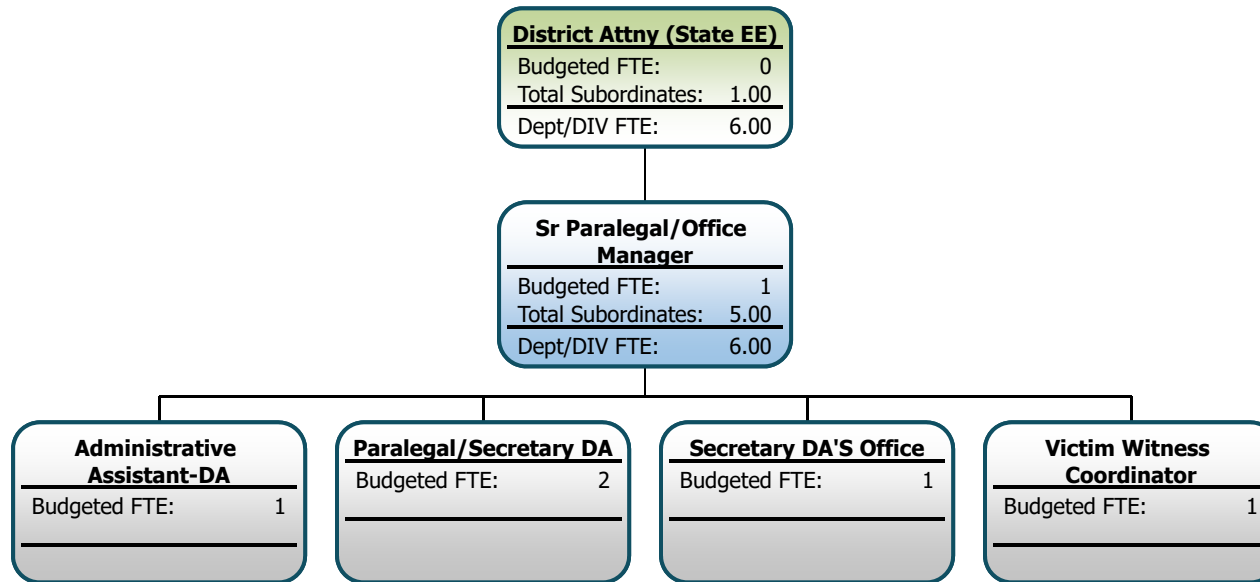 District Attny (State EE)
Budgeted FTE: 0
Total Subordinates: 1.00
Dept/DIV FTE: 6.00
Sr Paralegal/Office
Manager
Budgeted FTE: 1
Total Subordinates: 5.00
Dept/DIV FTE: 6.00
Administrative
Assistant-DA
Budgeted FTE: 1
Paralegal/Secretary DA
Budgeted FTE: 2
Secretary DA'S Office
Budgeted FTE: 1
Victim Witness
Coordinator
Budgeted FTE: 1